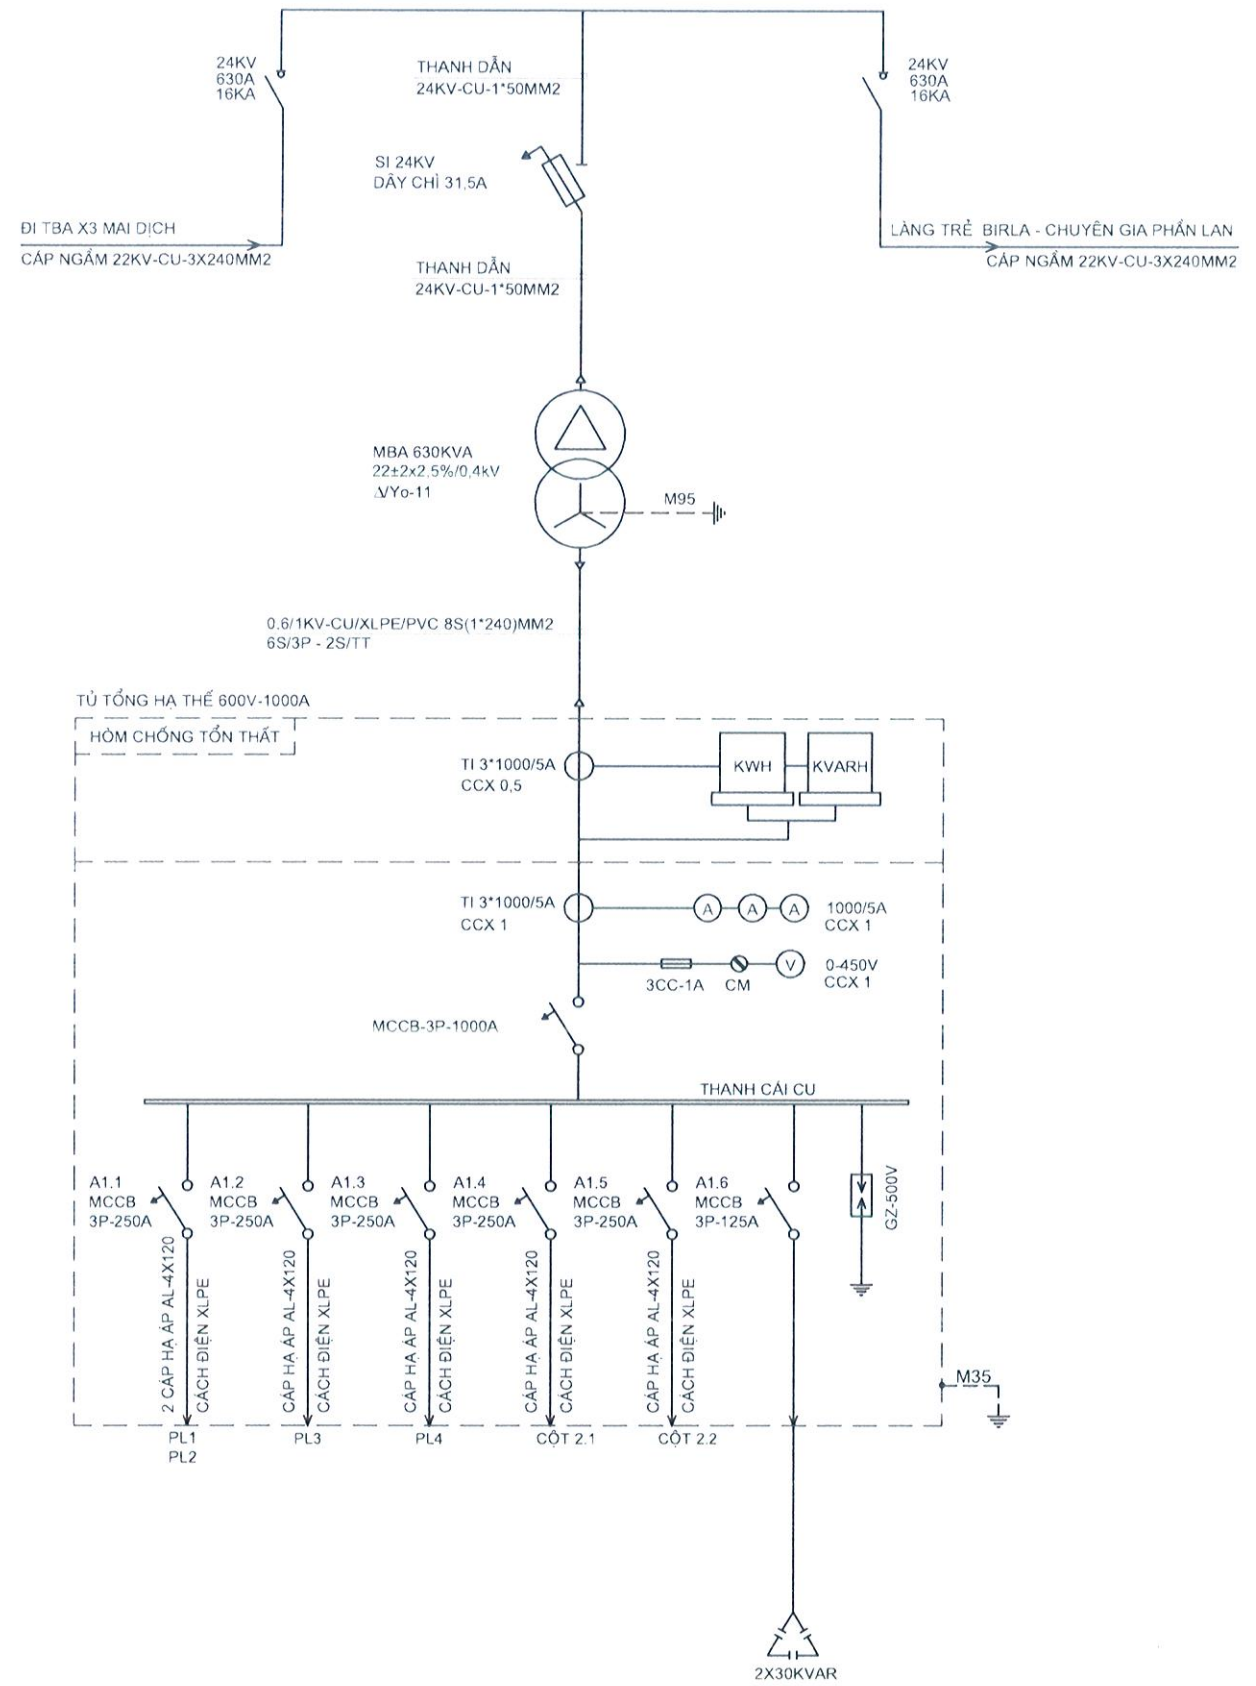 24KV
630A
16KA
THANH DẪN
24KV-CU-1*50MM2
24KV
630A
16KA
SI 24KV
DÂY CHÌ 31,5A
ĐI TBA X3 MAI DỊCH
CÁP NGẦM 22KV-CU-3X240MM2
LÀNG TRẺ BIRLA - CHUYÊN GIA PHẦN LAN
CÁP NGẦM 22KV-CU-3X240MM2
THANH DẪN
24KV-CU-1*50MM2
MBA 630KVA
22±2x2,5%/0,4kV
Δ/Yo-11
M95
0.6/1KV-CU/XLPE/PVC 8S(1*240)MM2
6S/3P - 2S/TT
TỦ TỔNG HẠ THẾ 600V-1000A
HÒM CHỐNG TỔN THẤT
TI 3*1000/5A
CCX 0,5
KWH
KVARH
TI 3*1000/5A
CCX 1
A
A
A
1000/5A
CCX 1
3CC-1A
CM
V
0-450V
CCX 1
MCCB-3P-1000A
THANH CÁI CU
A1.1
MCCB
3P-250A
A1.2
MCCB
3P-250A
A1.3
MCCB
3P-250A
A1.4
MCCB
3P-250A
A1.5
MCCB
3P-250A
A1.6
MCCB
3P-125A
GZ-500V
2 CÁP HẠ ÁP AL-4X120
CÁCH ĐIỆN XLPE
CÁP HẠ ÁP AL-4X120
CÁCH ĐIỆN XLPE
CÁP HẠ ÁP AL-4X120
CÁCH ĐIỆN XLPE
CÁP HẠ ÁP AL-4X120
CÁCH ĐIỆN XLPE
CÁP HẠ ÁP AL-4X120
CÁCH ĐIỆN XLPE
M35
PL1
PL2
PL3
PL4
CỘT 2.1
CỘT 2.2
2X30KVAR